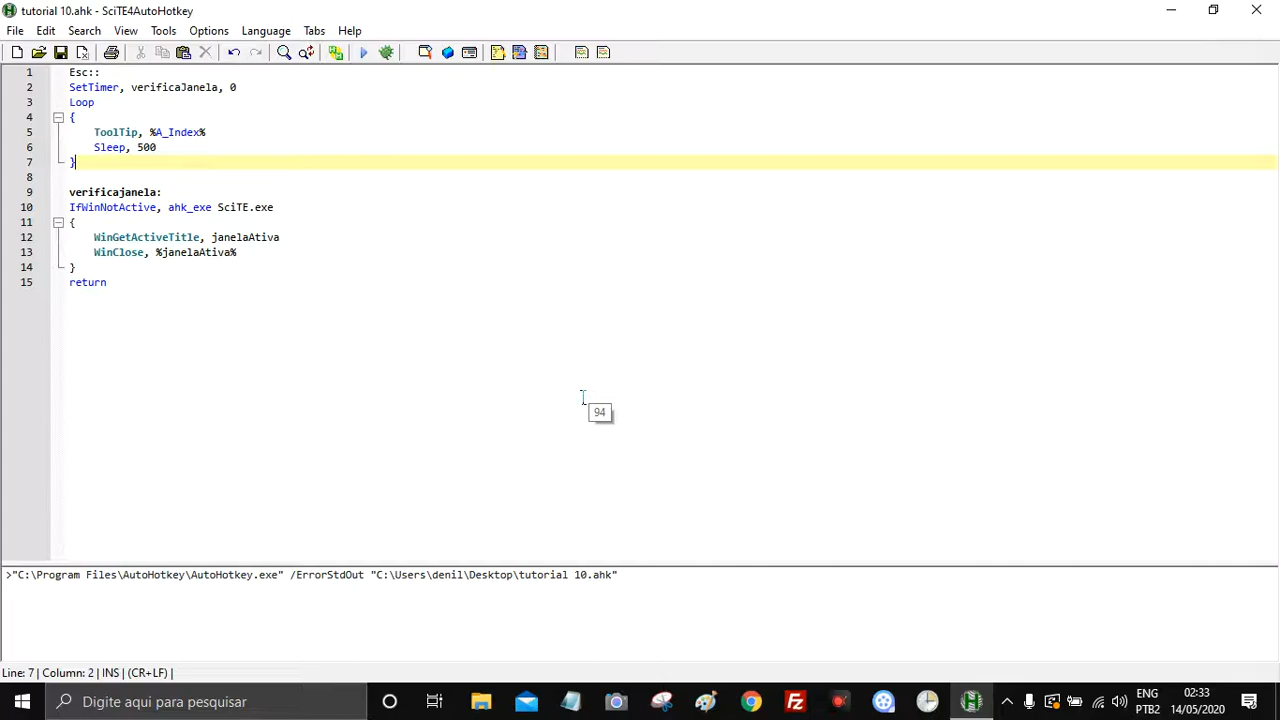 tutorial 10.ahk - SciTE4AutoHotkey
File Edit Search View Tools Options Language Tabs Help
1 Esc::
2 SetTimer, verificaJanela, 0
3 Loop
4 {
5 ToolTip, %A_Index%
6 Sleep, 500
7 }
8
9 verificajanela:
10 IfWinNotActive, ahk_exe SciTE.exe
11 {
12 WinGetActiveTitle, janelaAtiva
13 WinClose, %janelaAtiva%
14 }
15 return
94
>"C:\Program Files\AutoHotkey\AutoHotkey.exe" /ErrorStdOut "C:\Users\denil\Desktop\tutorial 10.ahk"
Line: 7 | Column: 2 | INS | (CR+LF) |
Digite aqui para pesquisar
ENG
PTB2
02:33
14/05/2020